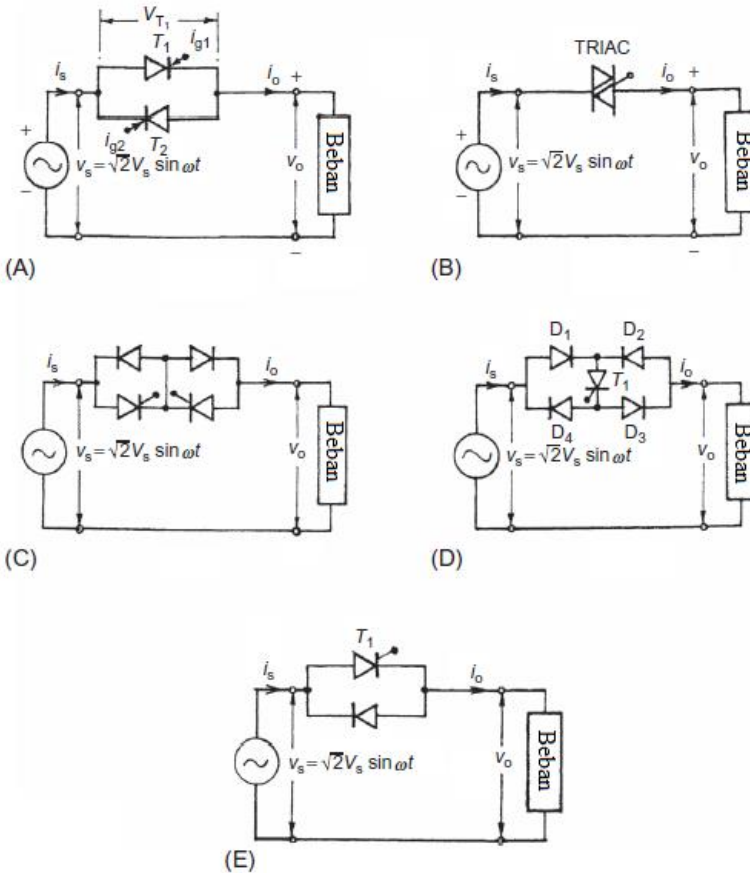 V_T₁
i_g1
T₁
i_s
i_o
+
+
i_g2
T₂
v_s = √2V_s sin ωt
v_o
Beban
−
−
(A)
TRIAC
i_s
i_o
+
+
v_s = √2V_s sin ωt
v_o
Beban
−
−
(B)
i_s
i_o
v_s = √2V_s sin ωt
v_o
Beban
(C)
D₁
D₂
i_s
T₁
i_o
D₄
D₃
v_s = √2V_s sin ωt
v_o
Beban
(D)
T₁
i_s
i_o
v_s = √2V_s sin ωt
v_o
Beban
(E)